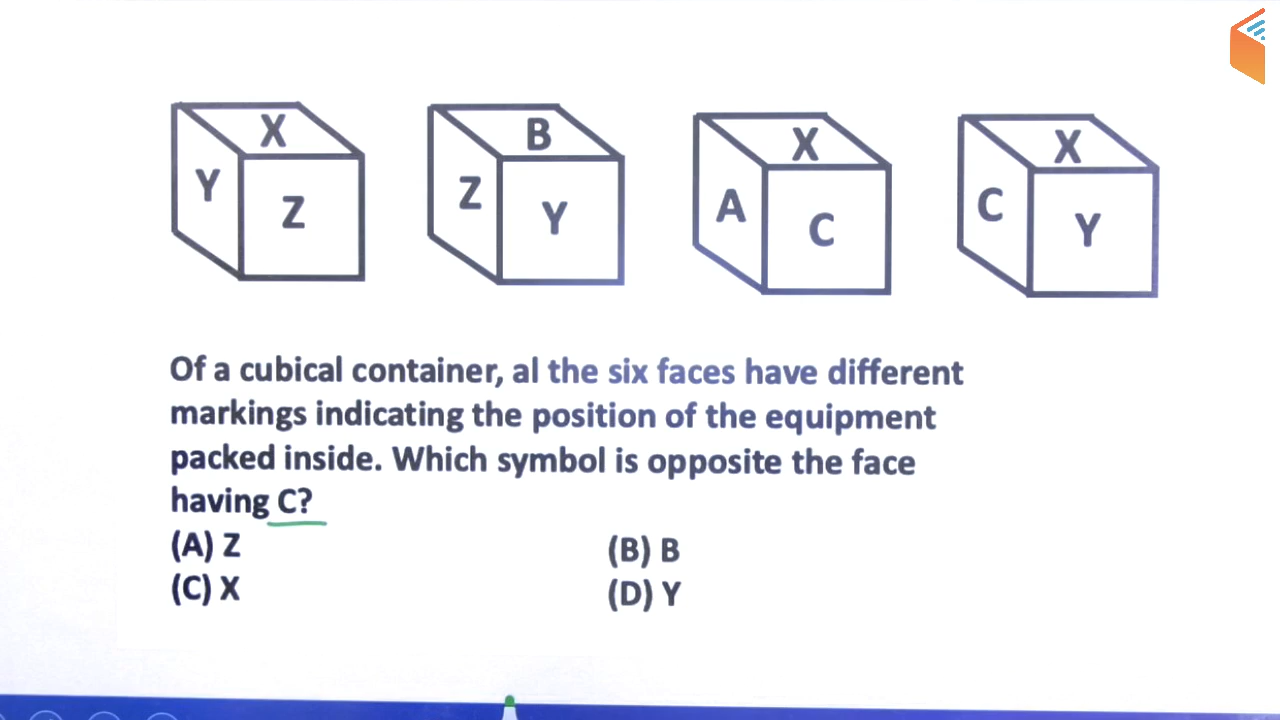 X
Y
Z
B
Z
Y
X
A
C
X
C
Y
Of a cubical container, al the six faces have different
markings indicating the position of the equipment
packed inside. Which symbol is opposite the face
having C?
(A) Z (B) B
(C) X (D) Y